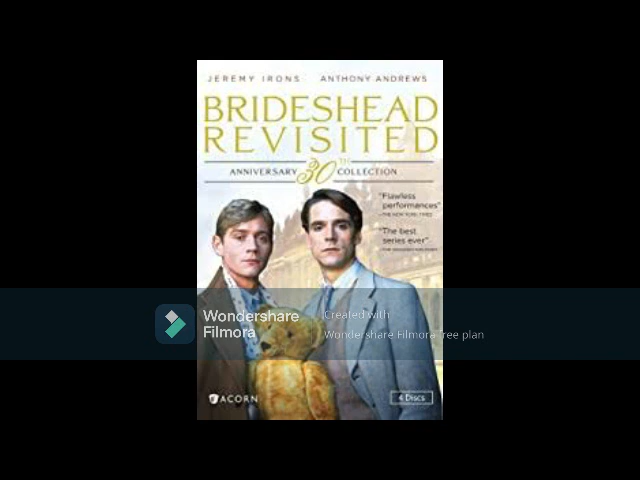 JEREMY IRONS ANTHONY ANDREWS
BRIDESHEAD
REVISITED
ANNIVERSARY 30TH COLLECTION
"Flawless
performances"
—THE NEW YORK TIMES
"The best
series ever"
Wondershare
Filmora
Created with
Wondershare Filmora free plan
ACORN
4 Discs